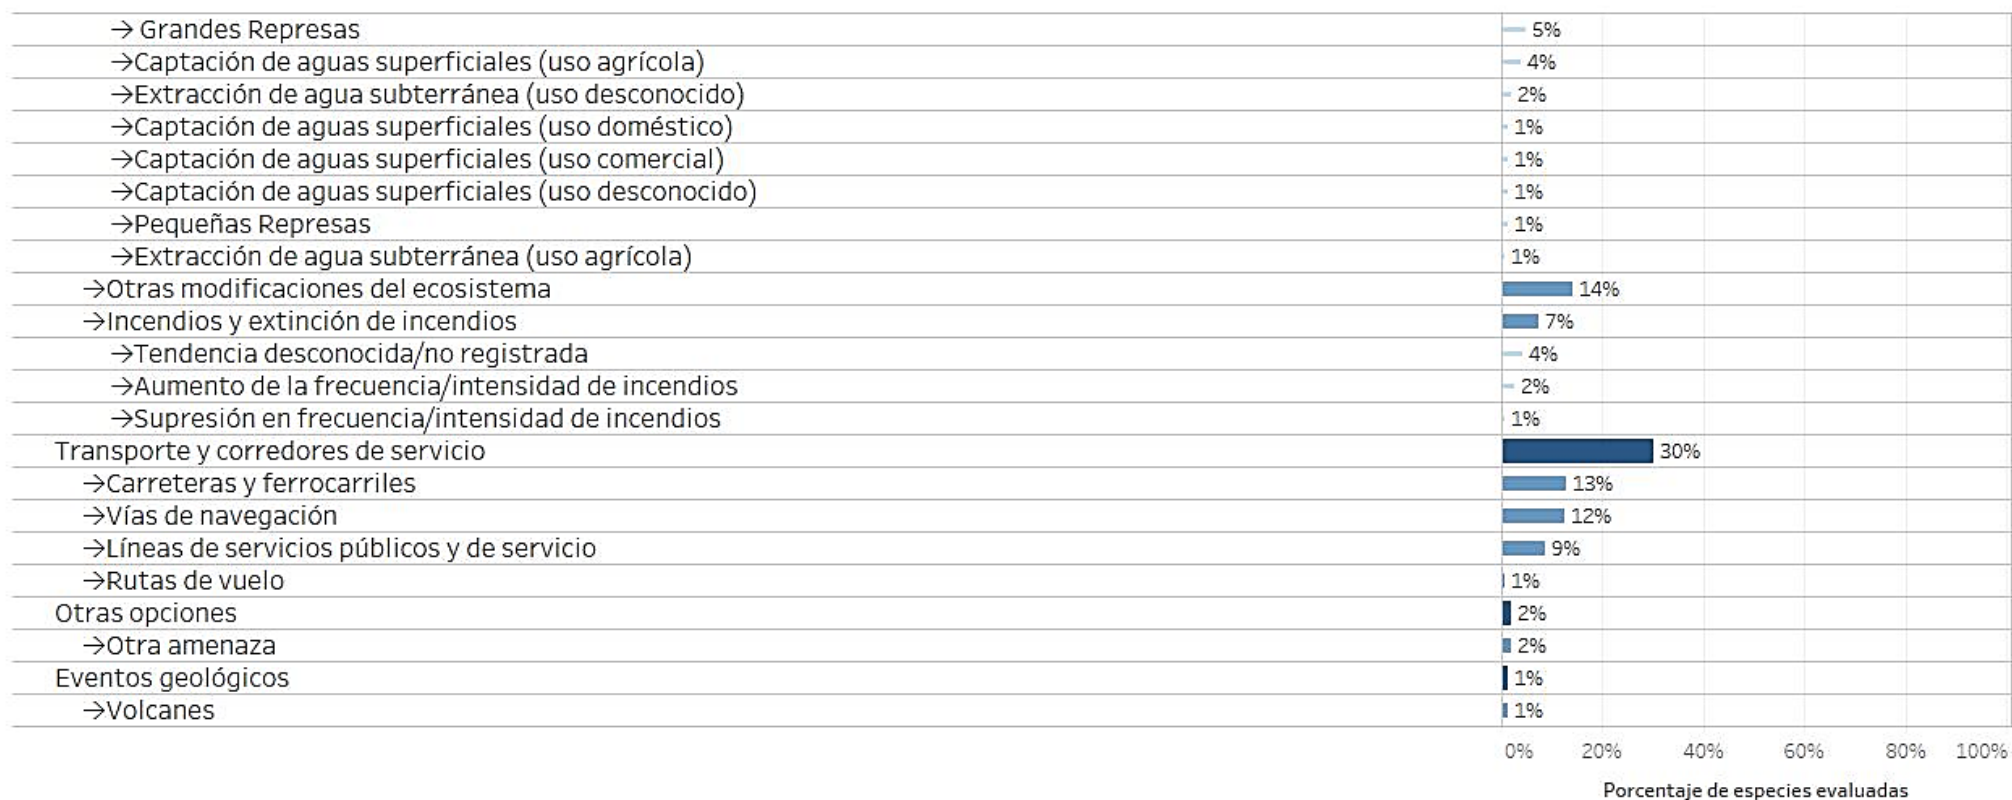 → Grandes Represas 5%
→Captación de aguas superficiales (uso agrícola) 4%
→Extracción de agua subterránea (uso desconocido) 2%
→Captación de aguas superficiales (uso doméstico) 1%
→Captación de aguas superficiales (uso comercial) 1%
→Captación de aguas superficiales (uso desconocido) 1%
→Pequeñas Represas 1%
→Extracción de agua subterránea (uso agrícola) 1%
→Otras modificaciones del ecosistema 14%
→Incendios y extinción de incendios 7%
→Tendencia desconocida/no registrada 4%
→Aumento de la frecuencia/intensidad de incendios 2%
→Supresión en frecuencia/intensidad de incendios 1%
Transporte y corredores de servicio 30%
→Carreteras y ferrocarriles 13%
→Vías de navegación 12%
→Líneas de servicios públicos y de servicio 9%
→Rutas de vuelo 1%
Otras opciones 2%
→Otra amenaza 2%
Eventos geológicos 1%
→Volcanes 1%
0% 20% 40% 60% 80% 100%
Porcentaje de especies evaluadas